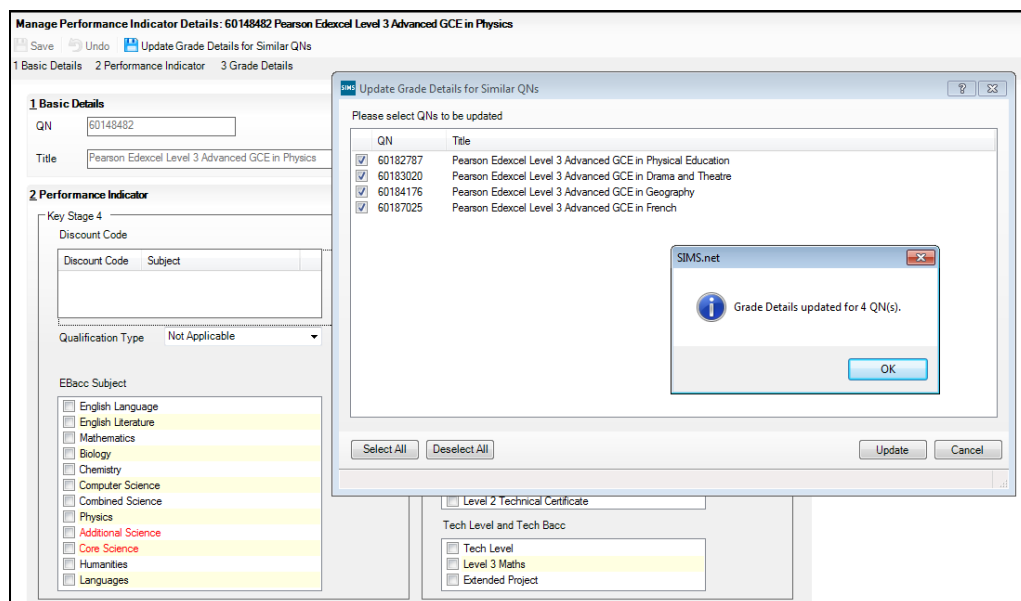 Manage Performance Indicator Details: 60148482 Pearson Edexcel Level 3 Advanced GCE in Physics
Save Undo Update Grade Details for Similar QNs
1 Basic Details 2 Performance Indicator 3 Grade Details
1 Basic Details
QN 60148482
Title Pearson Edexcel Level 3 Advanced GCE in Physics
2 Performance Indicator
Key Stage 4
Discount Code
Discount Code Subject
Qualification Type Not Applicable
EBacc Subject
English Language
English Literature
Mathematics
Biology
Chemistry
Computer Science
Combined Science
Physics
Additional Science
Core Science
Humanities
Languages
SIMS Update Grade Details for Similar QNs
Please select QNs to be updated
QN Title
60182787 Pearson Edexcel Level 3 Advanced GCE in Physical Education
60183020 Pearson Edexcel Level 3 Advanced GCE in Drama and Theatre
60184176 Pearson Edexcel Level 3 Advanced GCE in Geography
60187025 Pearson Edexcel Level 3 Advanced GCE in French
SIMS.net
Grade Details updated for 4 QN(s).
OK
Select All Deselect All Update Cancel
Level 2 Technical Certificate
Tech Level and Tech Bacc
Tech Level
Level 3 Maths
Extended Project